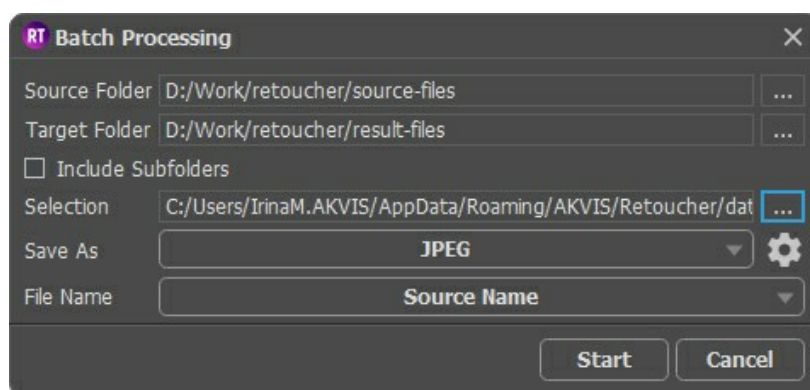 RT Batch Processing
Source Folder D:/Work/retoucher/source-files ...
Target Folder D:/Work/retoucher/result-files ...
Include Subfolders
Selection C:/Users/IrinaM.AKVIS/AppData/Roaming/AKVIS/Retoucher/dat ...
Save As JPEG
File Name Source Name
Start Cancel